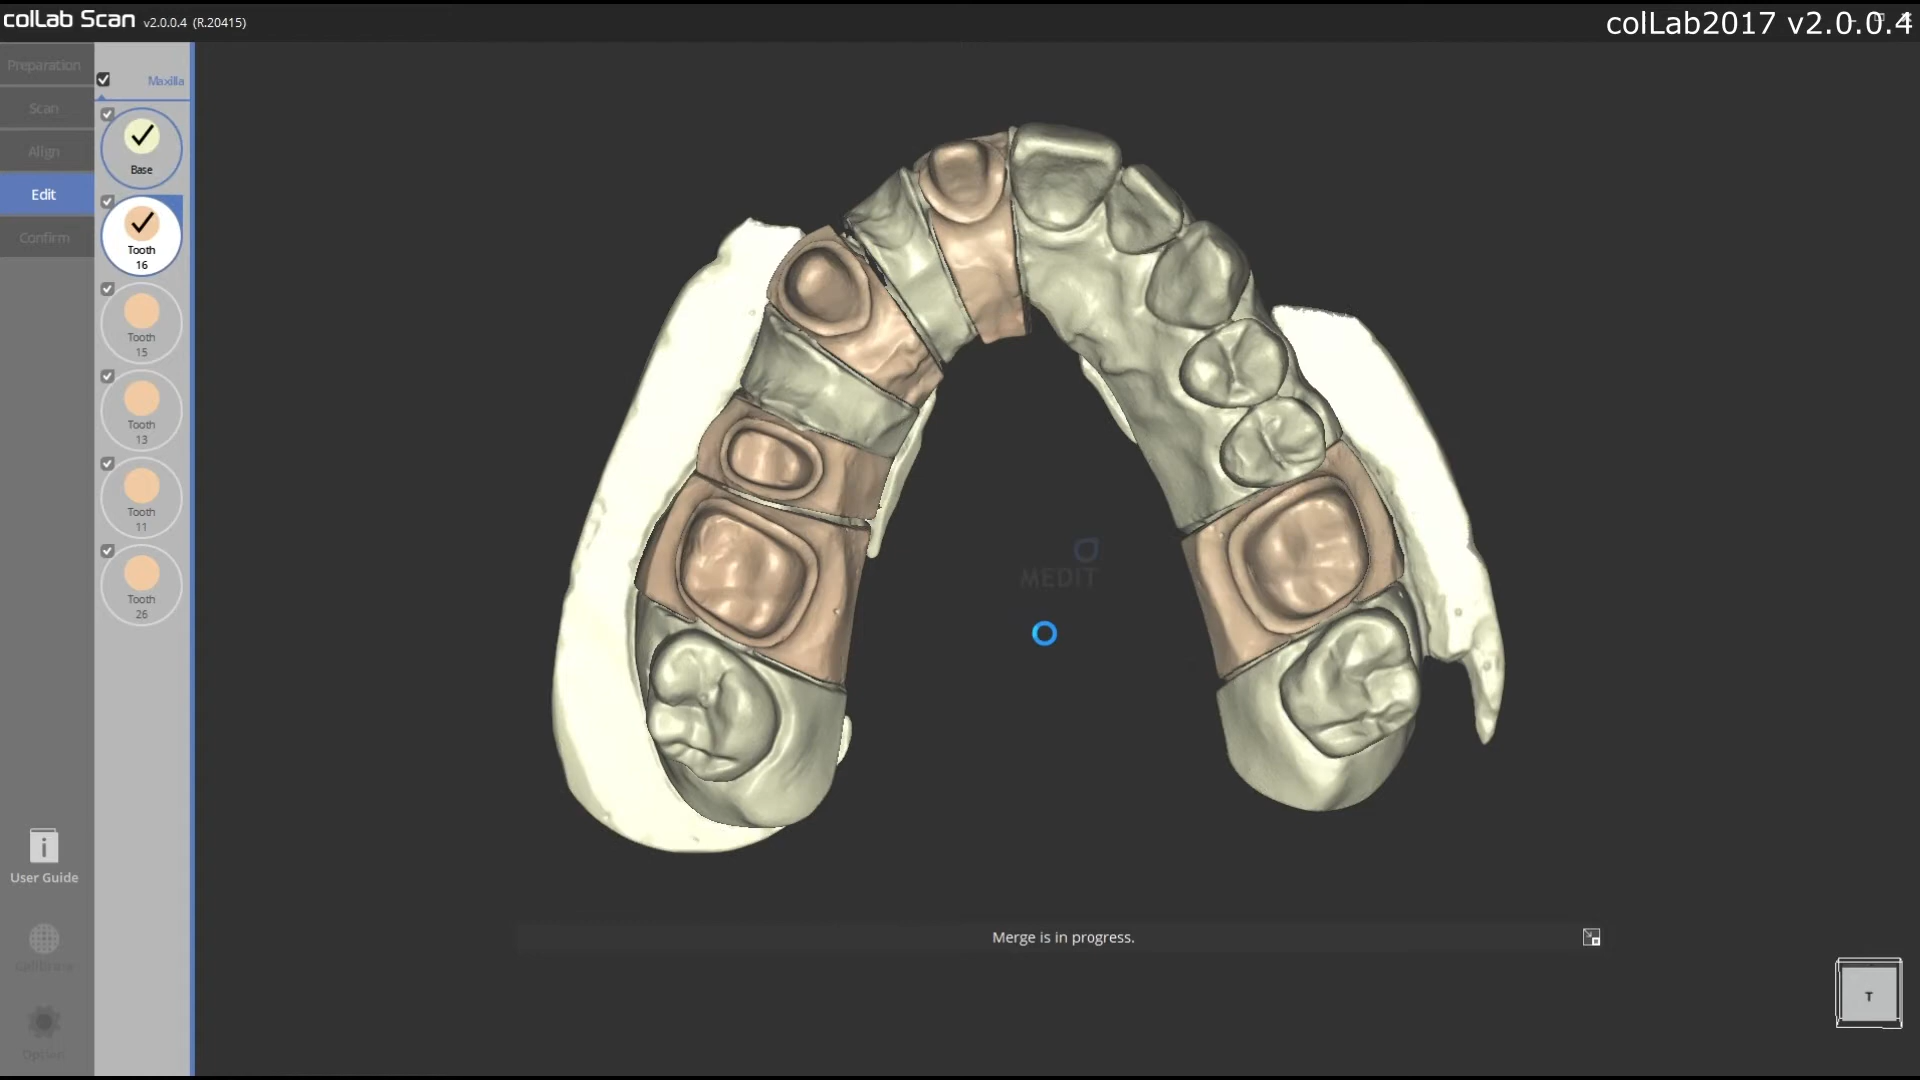 colLab Scan v2.0.0.4 (R.20415)
colLab2017 v2.0.0.4
Preparation
Scan
Align
Edit
Confirm
Maxilla
Base
Tooth
16
Tooth
15
Tooth
13
Tooth
11
Tooth
26
MEDIT
Merge is in progress.
User Guide
T